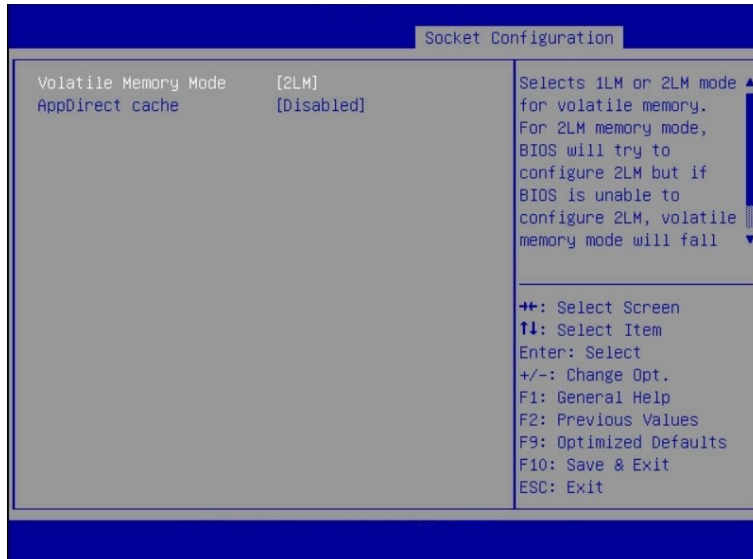 Socket Configuration
Volatile Memory Mode [2LM]
AppDirect cache [Disabled]
Selects 1LM or 2LM mode
for volatile memory.
For 2LM memory mode,
BIOS will try to
configure 2LM but if
BIOS is unable to
configure 2LM, volatile
memory mode will fall
→←: Select Screen
↑↓: Select Item
Enter: Select
+/-: Change Opt.
F1: General Help
F2: Previous Values
F9: Optimized Defaults
F10: Save & Exit
ESC: Exit